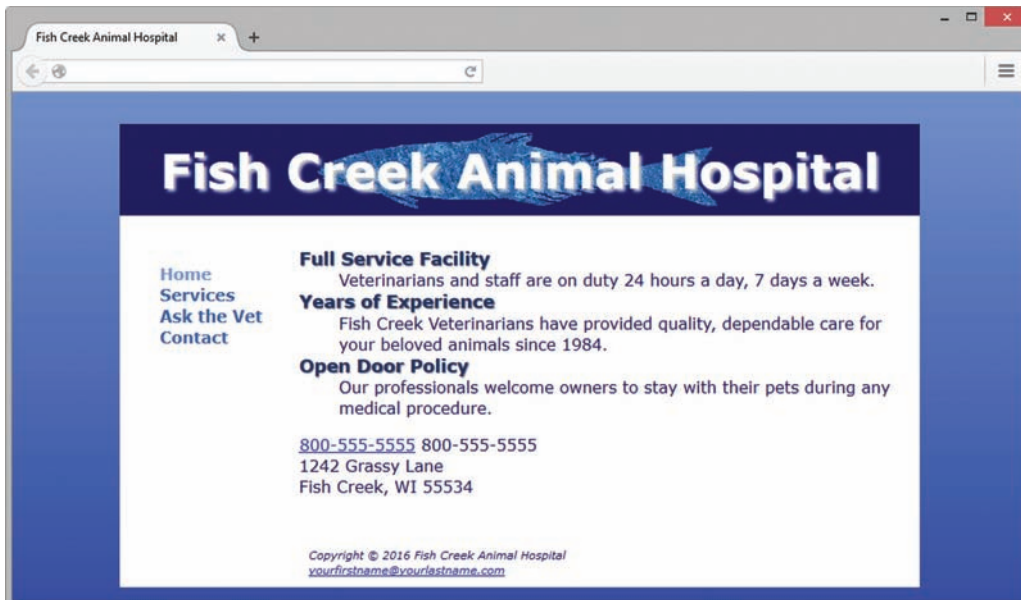 Fish Creek Animal Hospital
Fish Creek Animal Hospital
Home
Services
Ask the Vet
Contact
Full Service Facility
Veterinarians and staff are on duty 24 hours a day, 7 days a week.
Years of Experience
Fish Creek Veterinarians have provided quality, dependable care for
your beloved animals since 1984.
Open Door Policy
Our professionals welcome owners to stay with their pets during any
medical procedure.
800-555-5555 800-555-5555
1242 Grassy Lane
Fish Creek, WI 55534
Copyright © 2016 Fish Creek Animal Hospital
yourfirstname@yourlastname.com